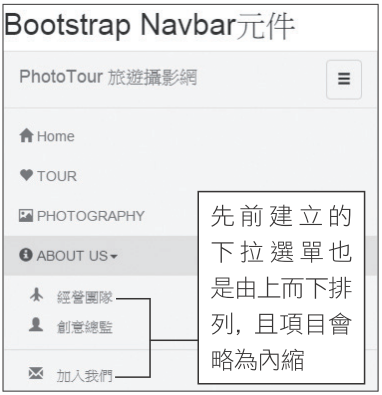 Bootstrap Navbar元件
PhotoTour 旅遊攝影網
Home
TOUR
PHOTOGRAPHY
ABOUT US
經營團隊
創意總監
加入我們
先前建立的
下拉選單也
是由上而下排
列, 且項目會
略為內縮